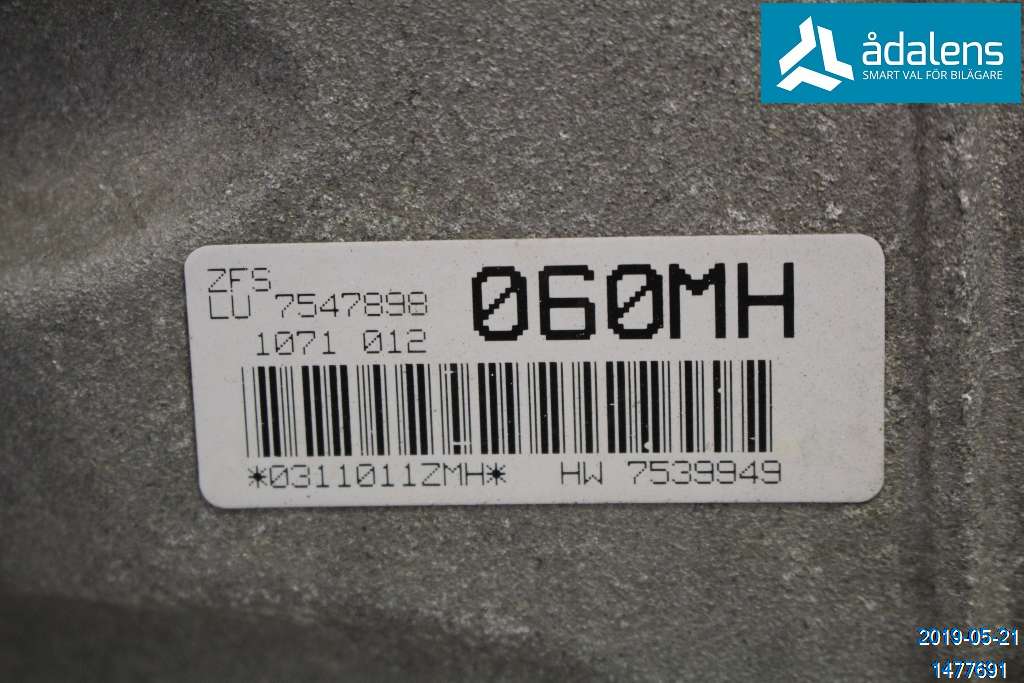 ådalens
SMART VAL FÖR BILÄGARE
ZFS
LU 7547898
060MH
1071 012
*0311011ZMH* HW 7539949
2019-05-21
1477691